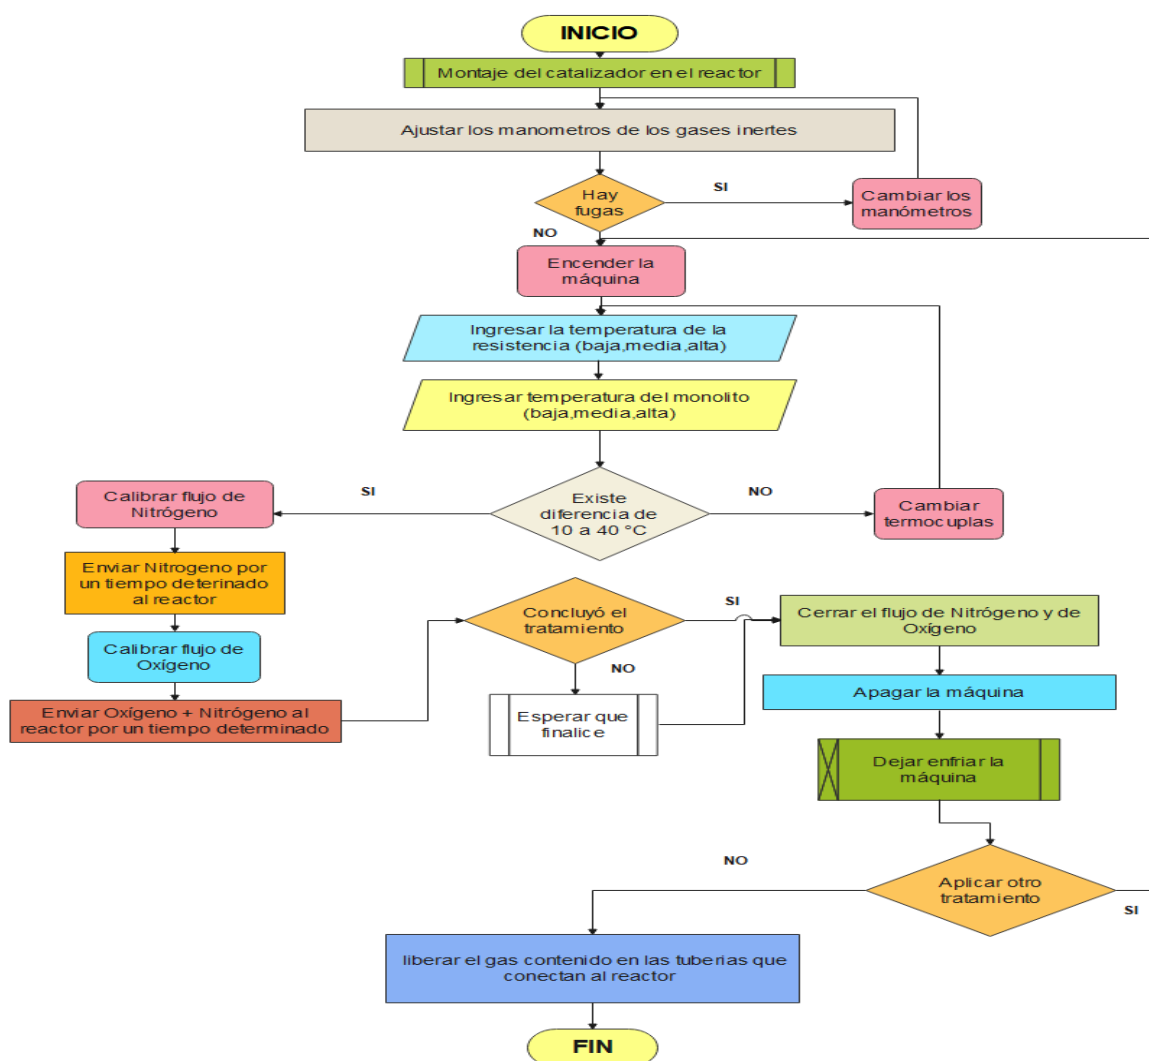 INICIO
Montaje del catalizador en el reactor
Ajustar los manometros de los gases inertes
Hay
fugas
SI
Cambiar los
manómetros
NO
Encender la
máquina
Ingresar la temperatura de la
resistencia (baja,media,alta)
Ingresar temperatura del monolito
(baja,media,alta)
Existe
diferencia de
10 a 40 °C
SI
NO
Calibrar flujo de
Nitrógeno
Cambiar
termocuplas
Enviar Nitrogeno por
un tiempo deterinado
al reactor
Calibrar flujo de
Oxígeno
Enviar Oxígeno + Nitrógeno al
reactor por un tiempo determinado
Concluyó el
tratamiento
SI
NO
Esperar que
finalice
Cerrar el flujo de Nitrógeno y de
Oxígeno
Apagar la máquina
Dejar enfriar la
máquina
Aplicar otro
tratamiento
NO
SI
liberar el gas contenido en las tuberias que
conectan al reactor
FIN